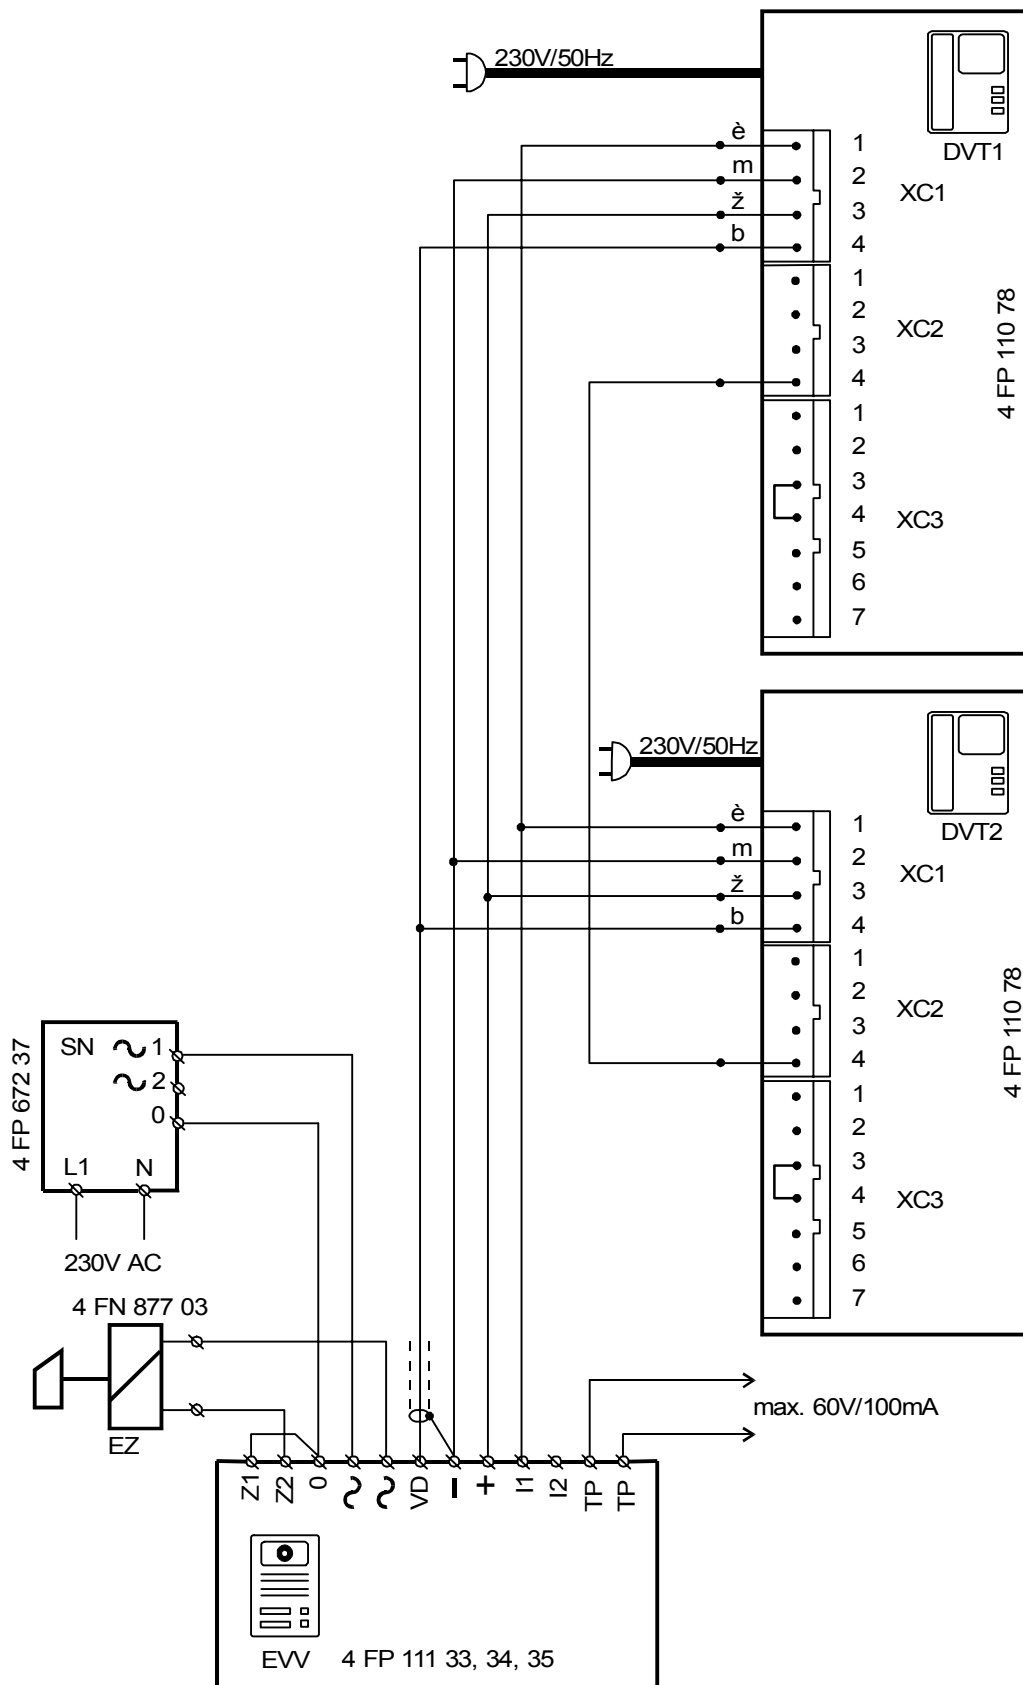 230V/50Hz
DVT1
è
m
ž
b
1
2
3
4
XC1
1
2
3
4
XC2
1
2
3
4
5
6
7
XC3
4 FP 110 78
230V/50Hz
DVT2
è
m
ž
b
1
2
3
4
XC1
1
2
3
4
XC2
1
2
3
4
5
6
7
XC3
4 FP 110 78
4 FP 672 37
SN
1
2
0
L1
N
230V AC
4 FN 877 03
EZ
max. 60V/100mA
Z1
Z2
0
VD
–
+
I1
I2
TP
TP
EVV
4 FP 111 33, 34, 35